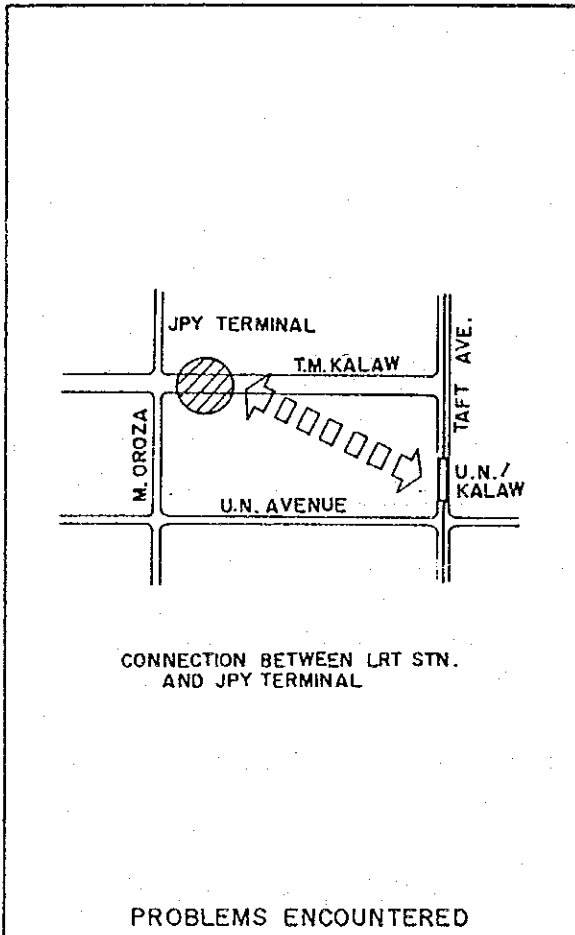 JPY TERMINAL
T.M. KALAW
TAFT AVE.
M. OROZA
U.N./
KALAW
U.N. AVENUE
CONNECTION BETWEEN LRT STN.
AND JPY TERMINAL
PROBLEMS ENCOUNTERED